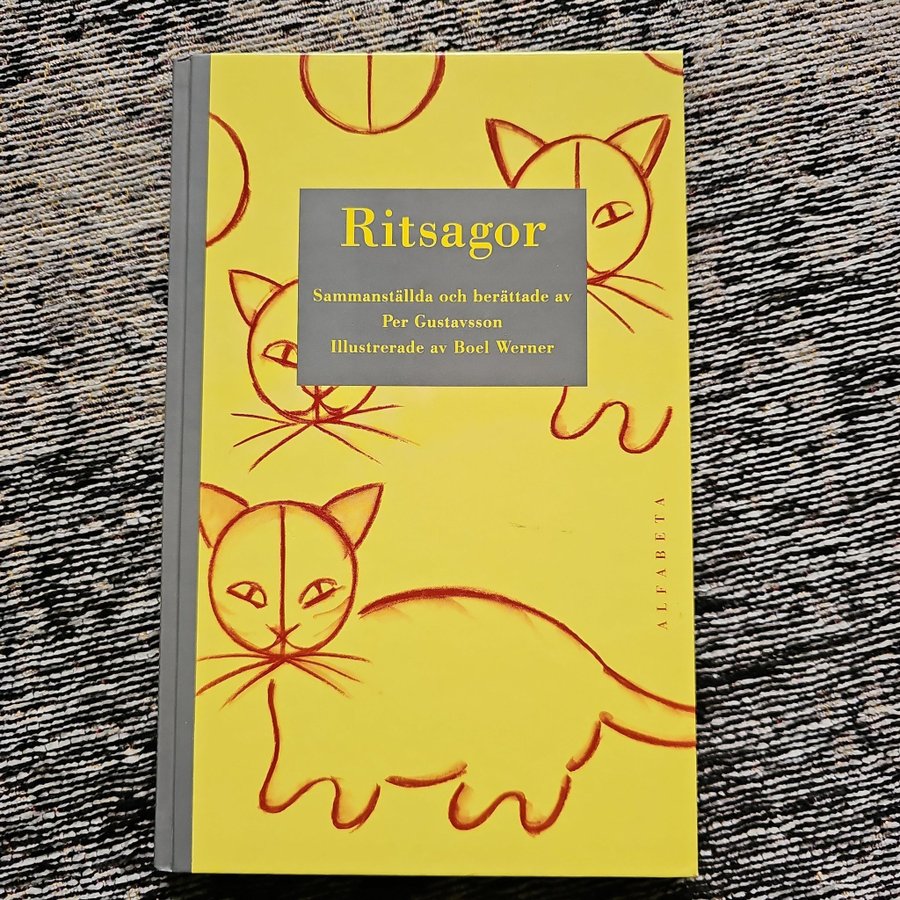 Ritsagor
Sammanställda och berättade av
Per Gustavsson
Illustrerade av Boel Werner
ALFABETA